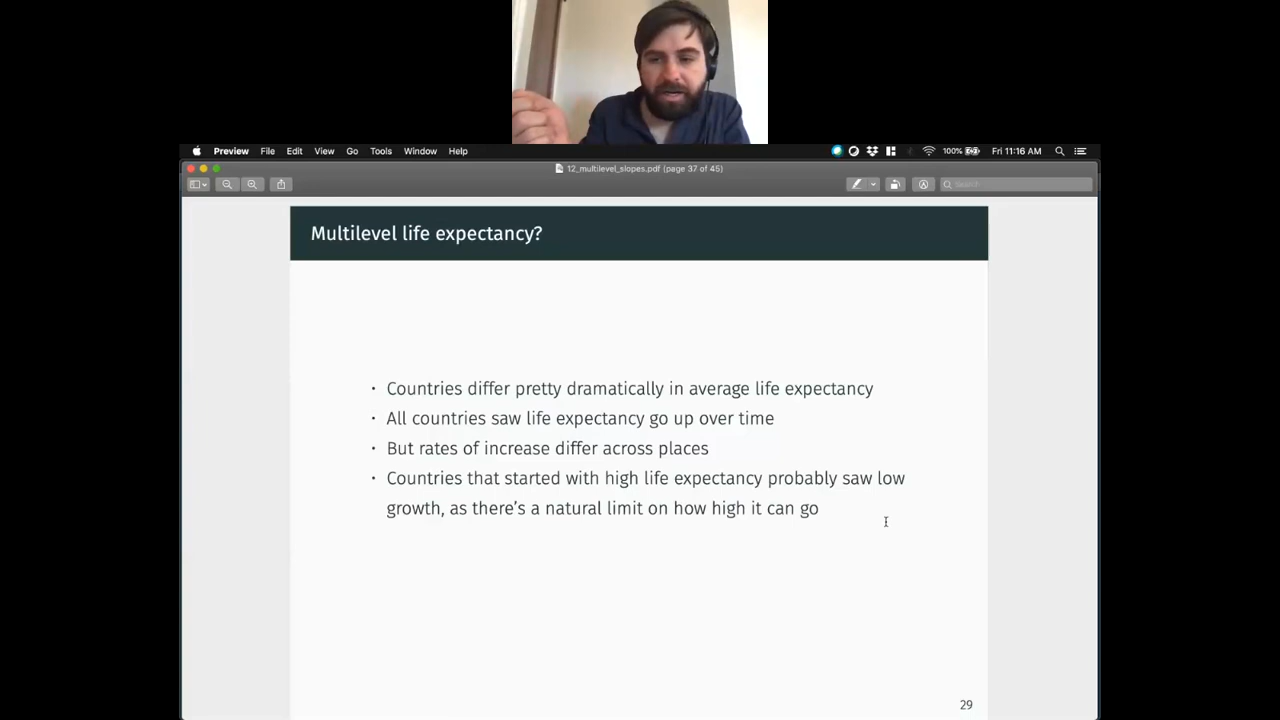 Preview File Edit View Go Tools Window Help 100% Fri 11:16 AM
12_multilevel_slopes.pdf (page 37 of 45)
Search
Multilevel life expectancy?
· Countries differ pretty dramatically in average life expectancy
· All countries saw life expectancy go up over time
· But rates of increase differ across places
· Countries that started with high life expectancy probably saw low
growth, as there's a natural limit on how high it can go
29